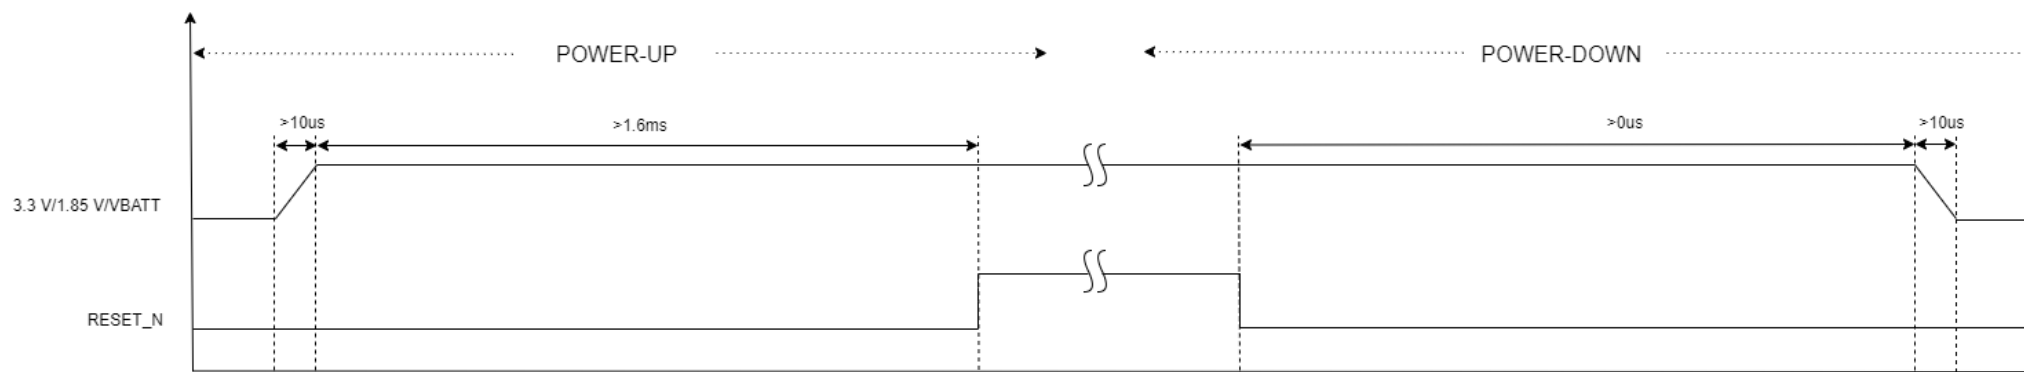 POWER-UP
POWER-DOWN
>10us
>1.6ms
>0us
>10us
3.3 V/1.85 V/VBATT
RESET_N